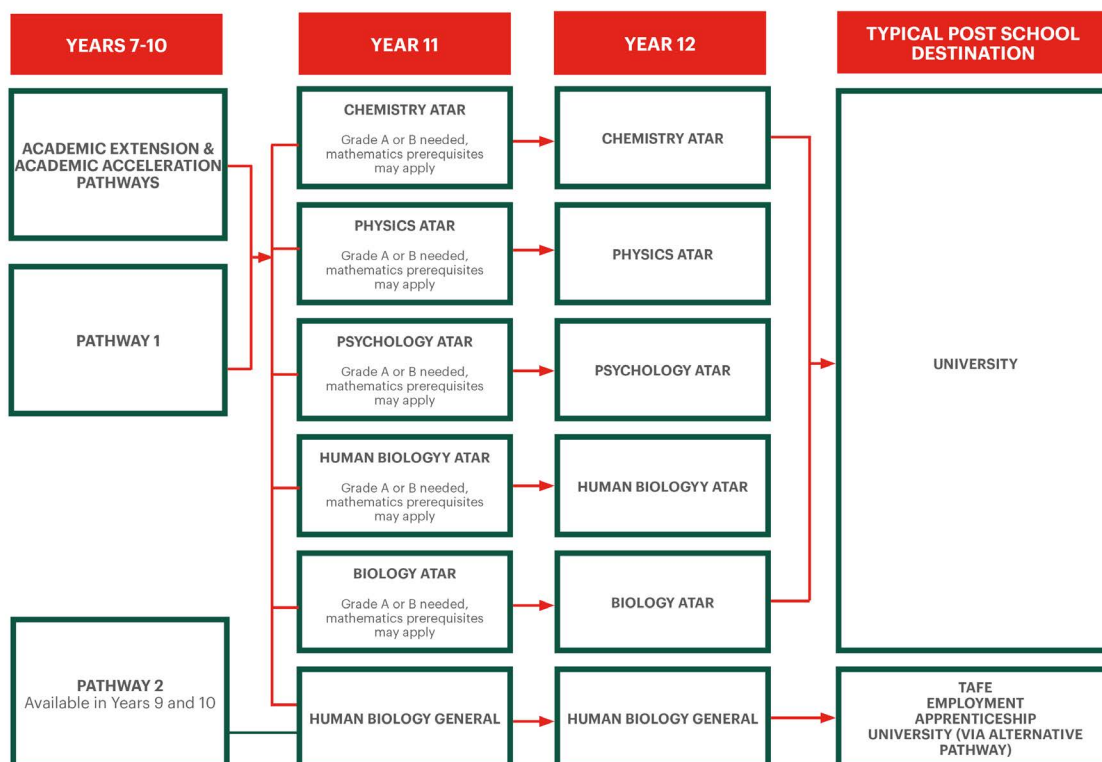 YEARS 7-10
YEAR 11
YEAR 12
TYPICAL POST SCHOOL
DESTINATION
ACADEMIC EXTENSION &
ACADEMIC ACCELERATION
PATHWAYS
PATHWAY 1
PATHWAY 2
Available in Years 9 and 10
CHEMISTRY ATAR
Grade A or B needed,
mathematics prerequisites
may apply
PHYSICS ATAR
Grade A or B needed,
mathematics prerequisites
may apply
PSYCHOLOGY ATAR
Grade A or B needed,
mathematics prerequisites
may apply
HUMAN BIOLOGYY ATAR
Grade A or B needed,
mathematics prerequisites
may apply
BIOLOGY ATAR
Grade A or B needed,
mathematics prerequisites
may apply
HUMAN BIOLOGY GENERAL
CHEMISTRY ATAR
PHYSICS ATAR
PSYCHOLOGY ATAR
HUMAN BIOLOGYY ATAR
BIOLOGY ATAR
HUMAN BIOLOGY GENERAL
UNIVERSITY
TAFE
EMPLOYMENT
APPRENTICESHIP
UNIVERSITY (VIA ALTERNATIVE
PATHWAY)